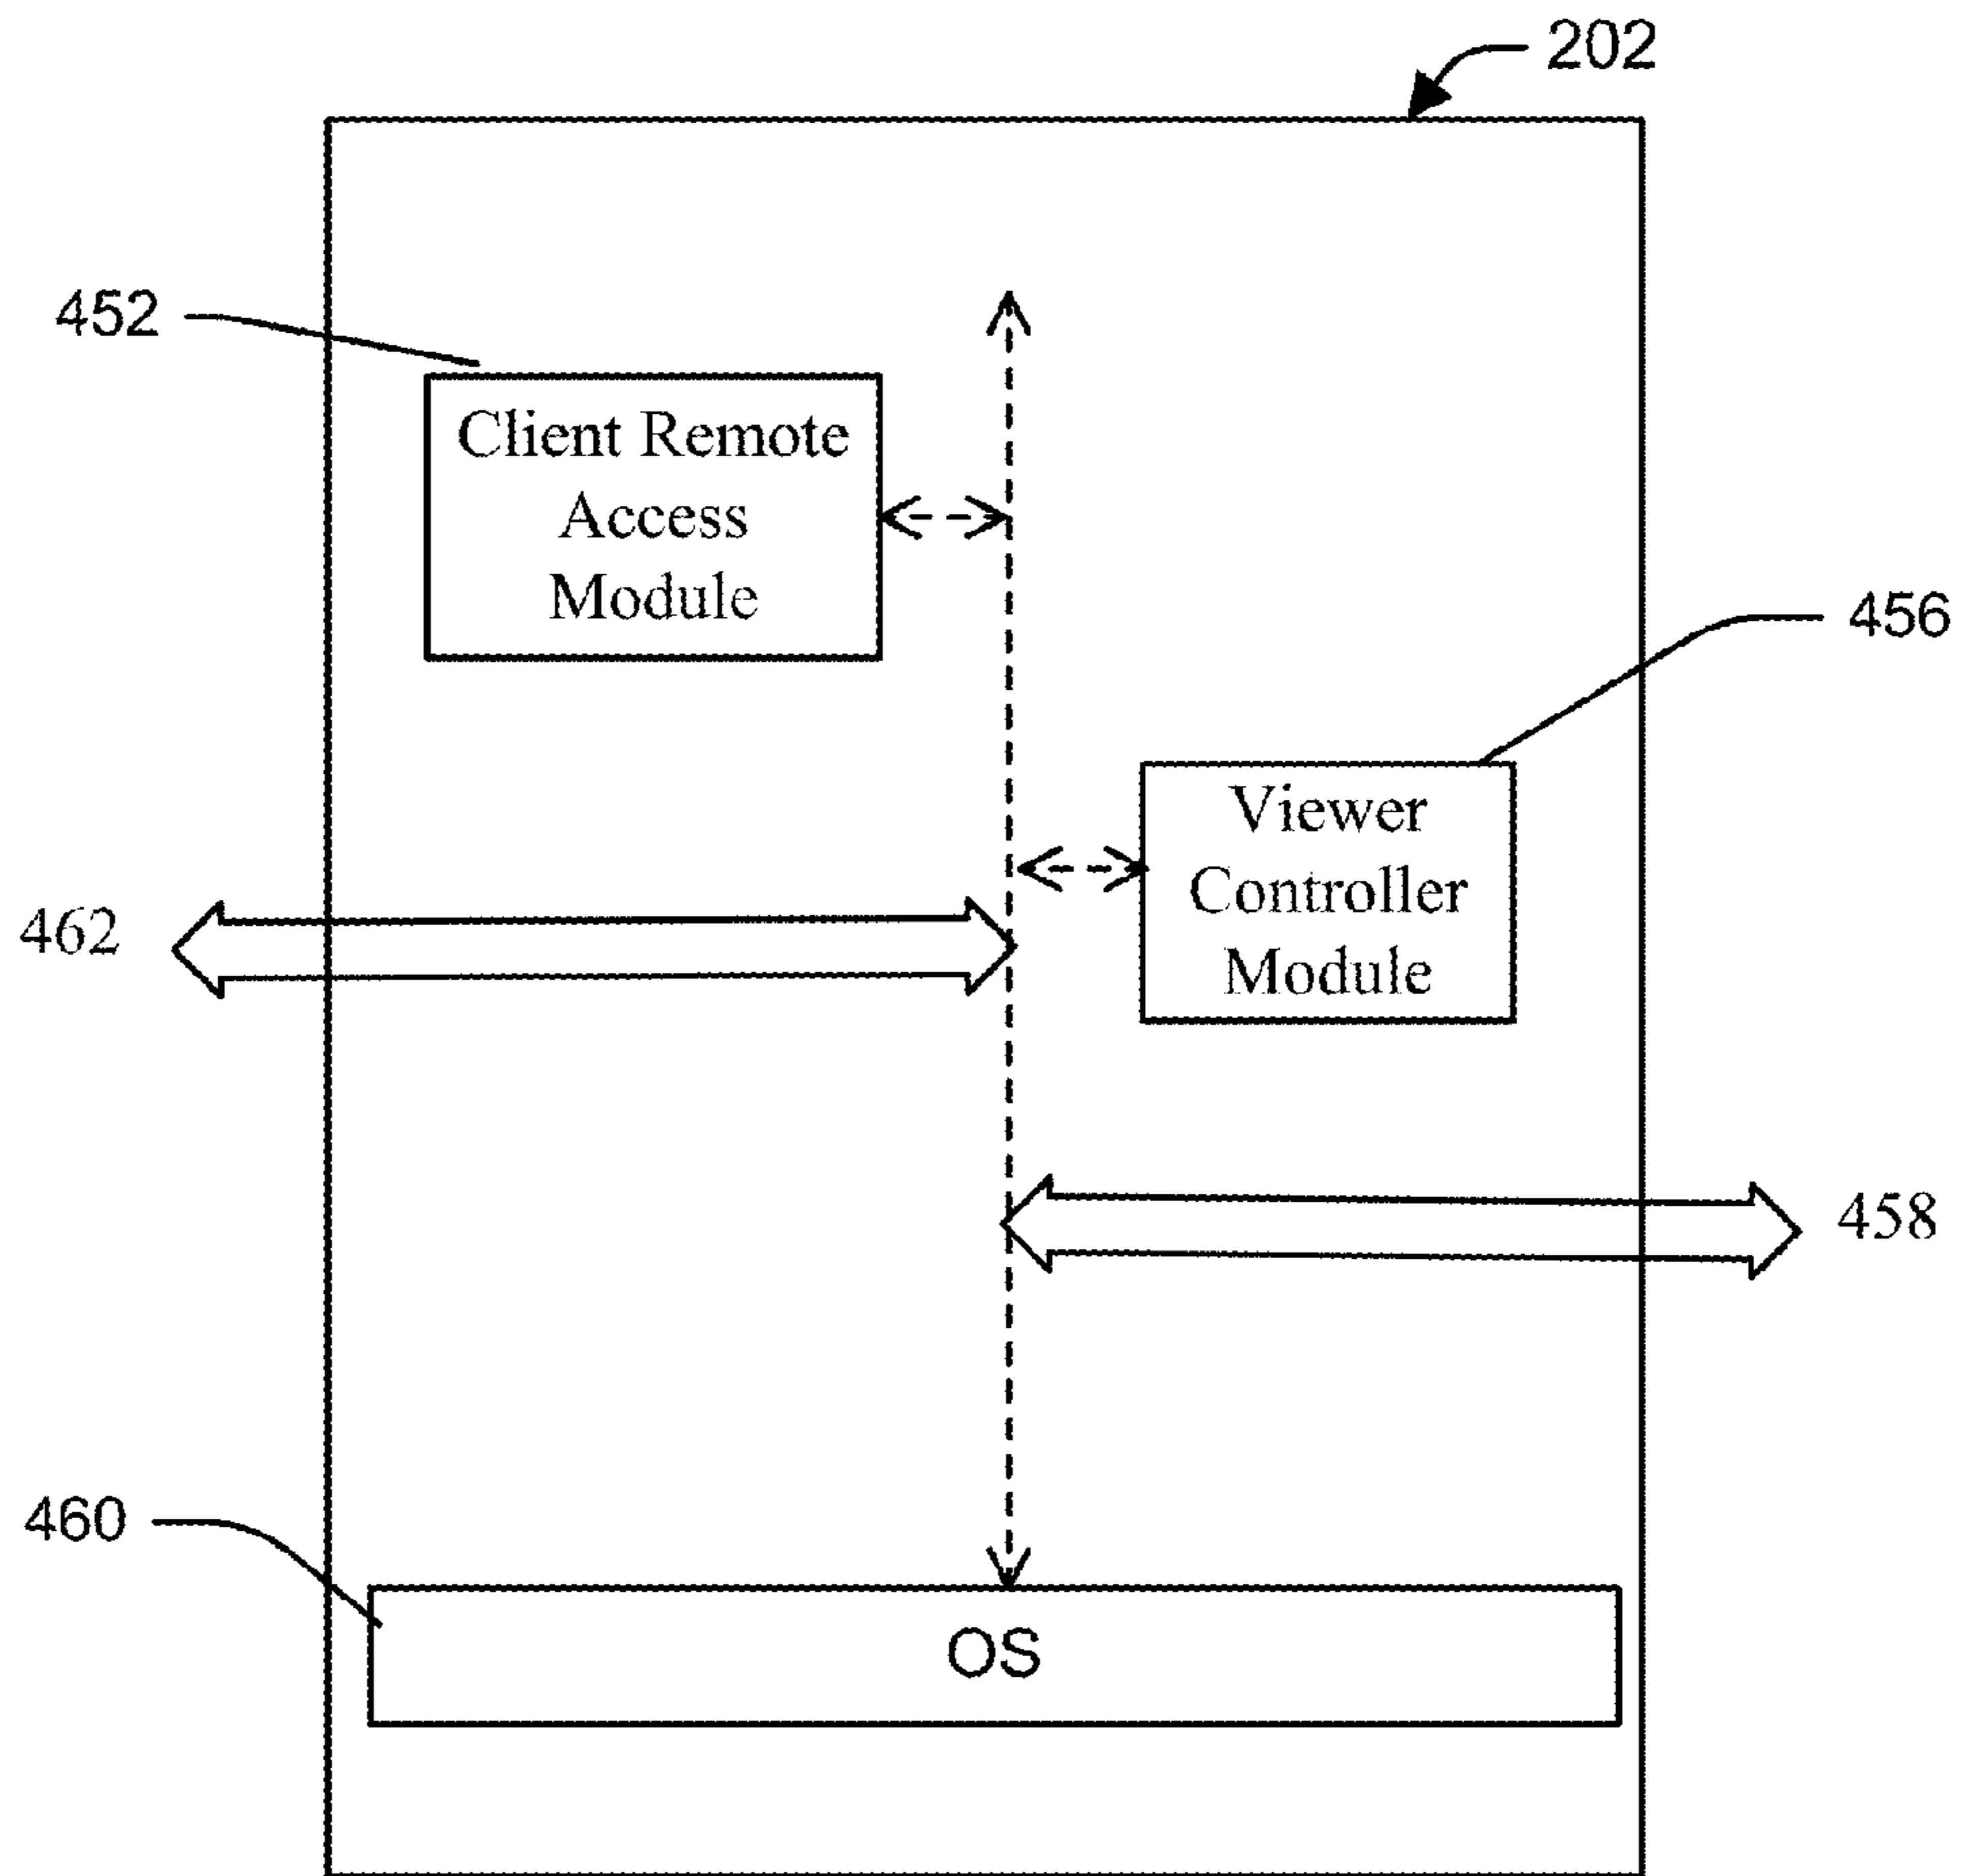 202
452
Client Remote
Access
Module
456
Viewer
Controller
Module
462
458
460
OS